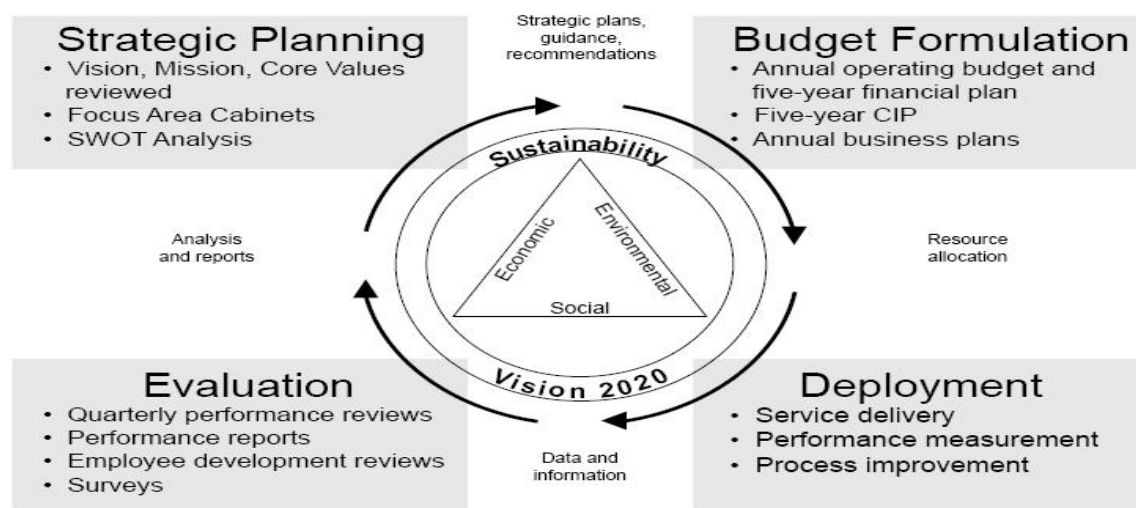 Strategic Planning
• Vision, Mission, Core Values
reviewed
• Focus Area Cabinets
• SWOT Analysis
Strategic plans,
guidance,
recommendations
Budget Formulation
• Annual operating budget and
five-year financial plan
• Five-year CIP
• Annual business plans
Sustainability
Economic
Environmental
Social
Vision 2020
Analysis
and reports
Resource
allocation
Evaluation
• Quarterly performance reviews
• Performance reports
• Employee development reviews
• Surveys
Data and
information
Deployment
• Service delivery
• Performance measurement
• Process improvement